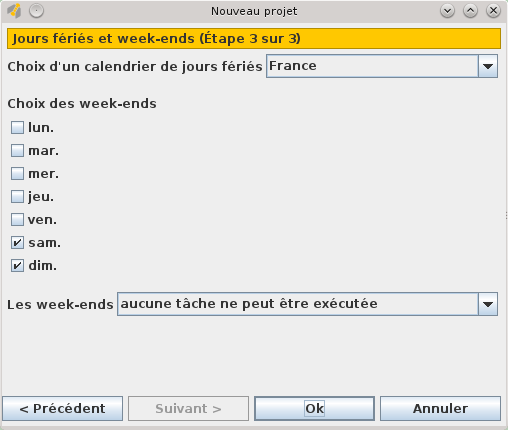 Nouveau projet
Jours fériés et week-ends (Étape 3 sur 3)
Choix d'un calendrier de jours fériés France
Choix des week-ends
lun.
mar.
mer.
jeu.
ven.
sam.
dim.
Les week-ends aucune tâche ne peut être exécutée
< Précédent Suivant > Ok Annuler